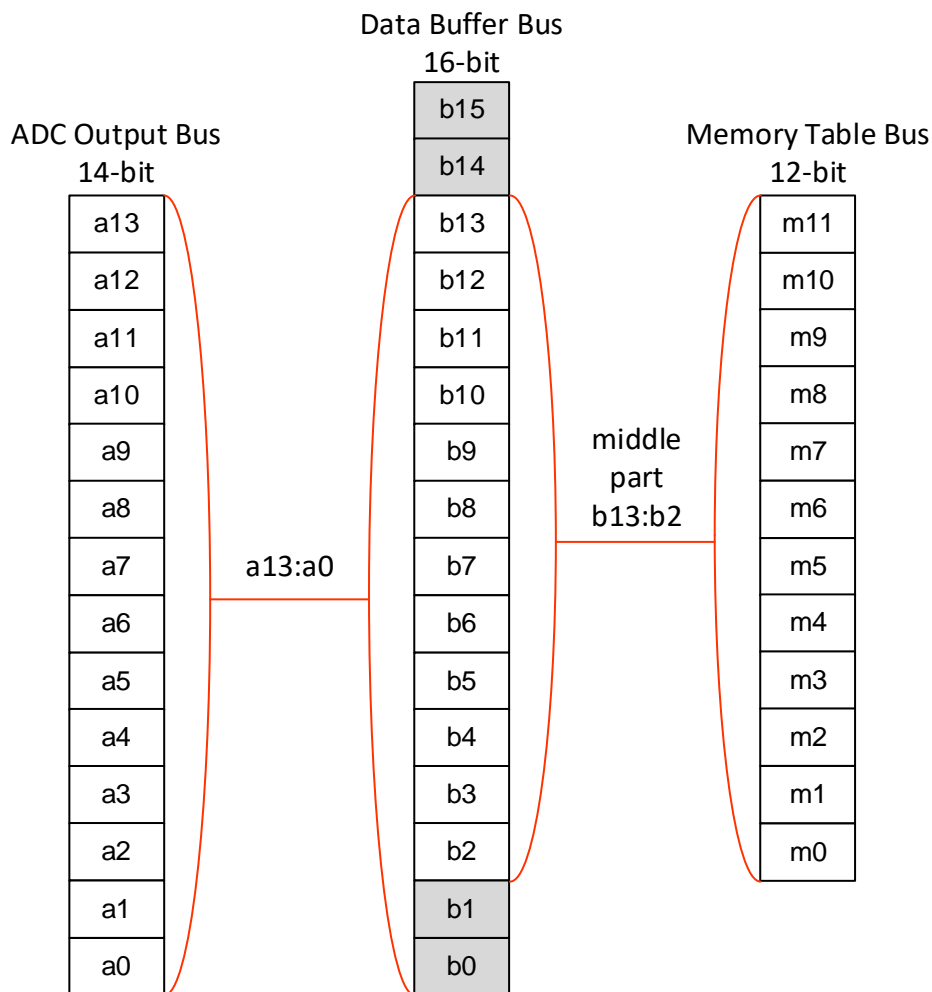 Data Buffer Bus
16-bit
ADC Output Bus
14-bit
Memory Table Bus
12-bit
b15
b14
a13
b13
m11
a12
b12
m10
a11
b11
m9
a10
b10
m8
a9
b9
m7
a8
b8
m6
a7
b7
m5
a6
b6
m4
a5
b5
m3
a4
b4
m2
a3
b3
m1
a2
b2
m0
a1
b1
a0
b0
a13:a0
middle
part
b13:b2